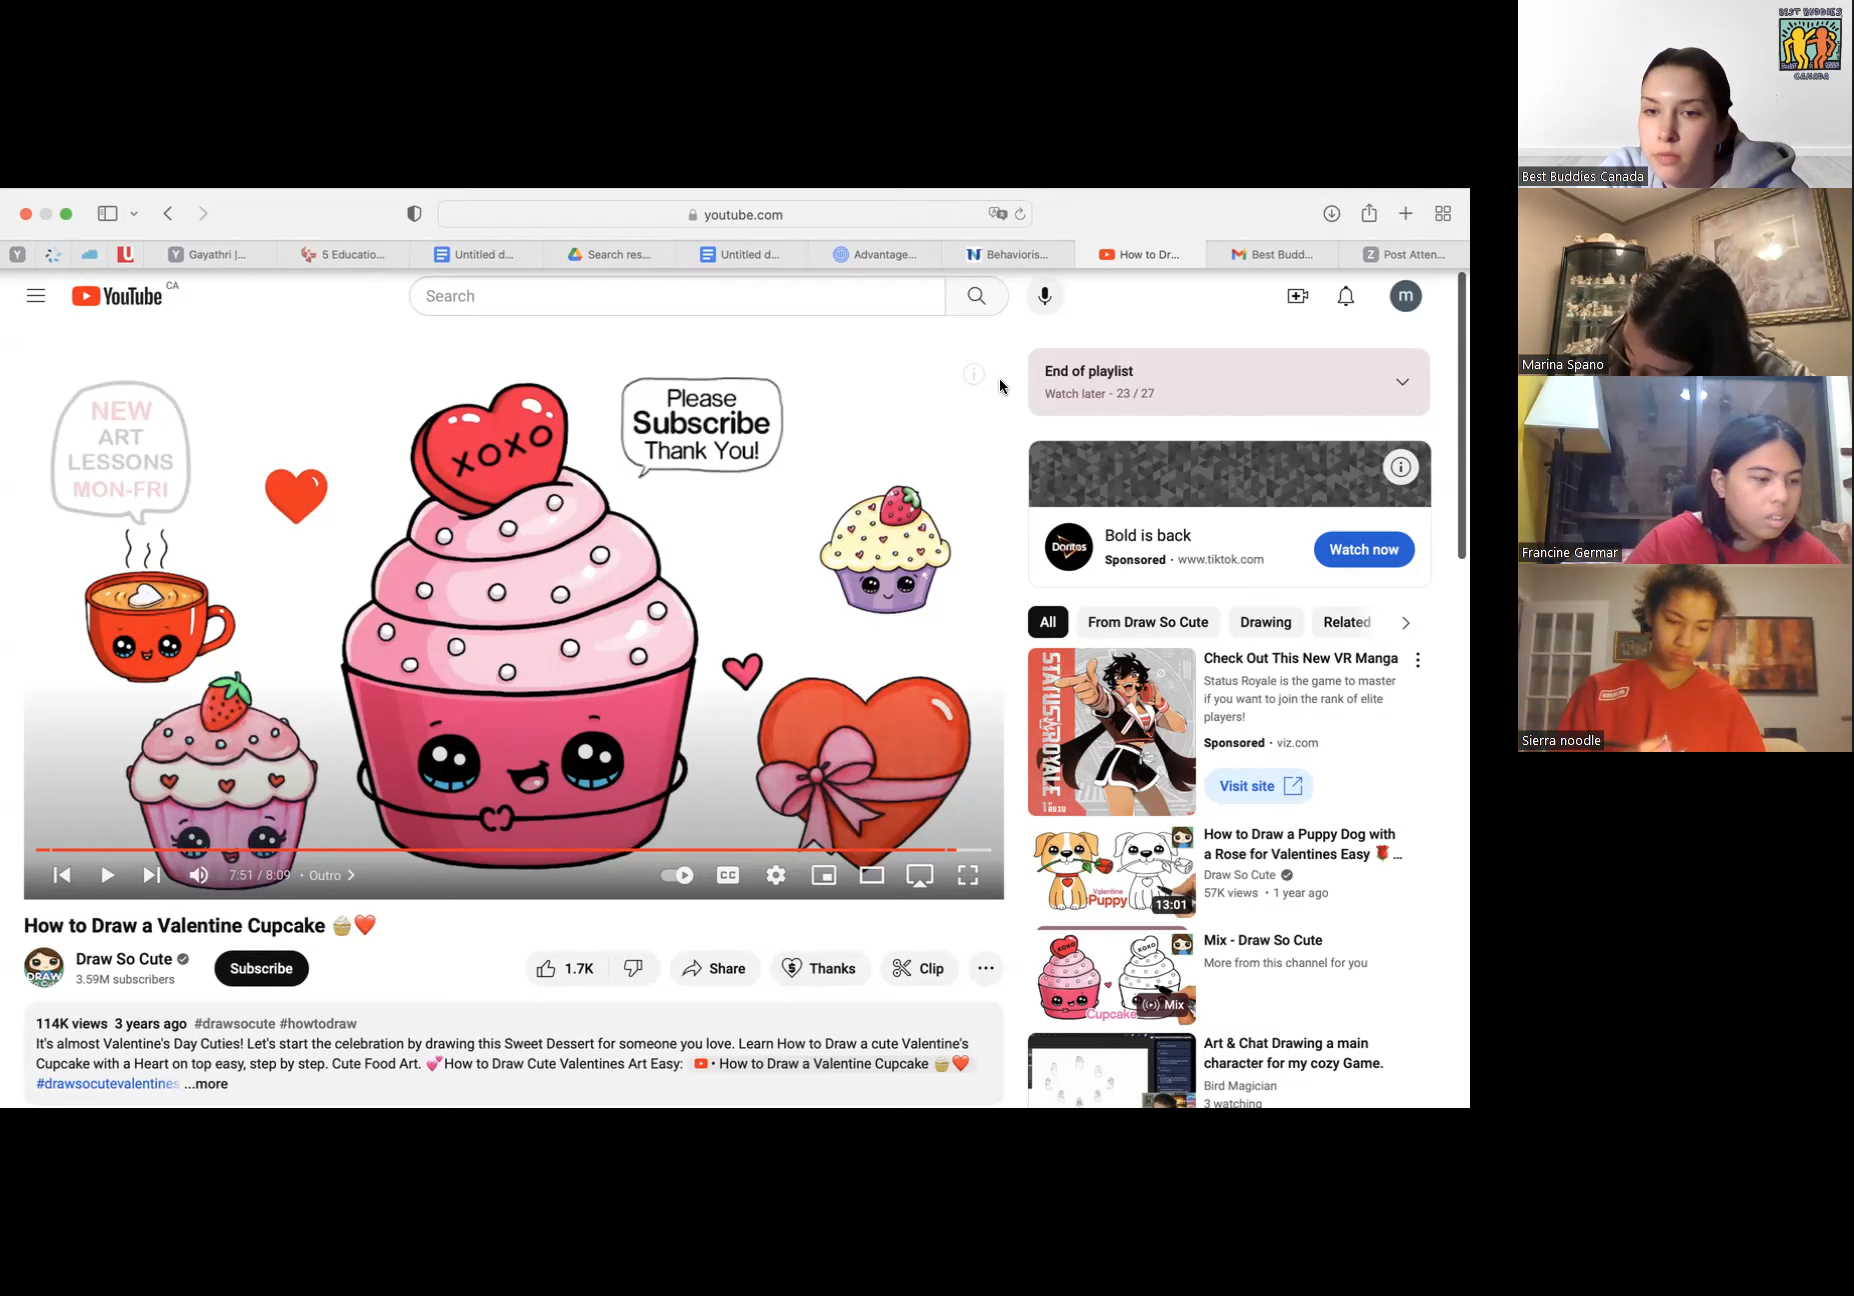 youtube.com
Gayathri |...
5 Educatio...
Untitled d...
Search res...
Untitled d...
Advantage...
Behavioris...
How to Dr...
Best Budd...
Post Atten...
YouTube CA
Search
m
NEW
ART
LESSONS
MON-FRI
XOXO
Please
Subscribe
Thank You!
7:51 / 8:09 • Outro
CC
How to Draw a Valentine Cupcake 🧁❤️
DRAW
Draw So Cute
3.59M subscribers
Subscribe
1.7K
Share
Thanks
Clip
114K views 3 years ago #drawsocute #howtodraw
It's almost Valentine's Day Cuties! Let's start the celebration by drawing this Sweet Dessert for someone you love. Learn How to Draw a cute Valentine's
Cupcake with a Heart on top easy, step by step. Cute Food Art. 💕How to Draw Cute Valentines Art Easy: • How to Draw a Valentine Cupcake 🧁❤️
#drawsocutevalentines ...more
End of playlist
Watch later - 23 / 27
Doritos
Bold is back
Sponsored · www.tiktok.com
Watch now
All
From Draw So Cute
Drawing
Related
STATUS ROYALE
Check Out This New VR Manga
Status Royale is the game to master
if you want to join the rank of elite
players!
Sponsored · viz.com
Visit site
Valentine
Puppy
13:01
How to Draw a Puppy Dog with
a Rose for Valentines Easy 🌹 ...
Draw So Cute
57K views • 1 year ago
XOXO
XOXO
Cupcake
Mix
Mix - Draw So Cute
More from this channel for you
Art & Chat Drawing a main
character for my cozy Game.
Bird Magician
3 watching
BEST BUDDIES
CANADA
Best Buddies Canada
Marina Spano
Francine Germar
Sierra noodle